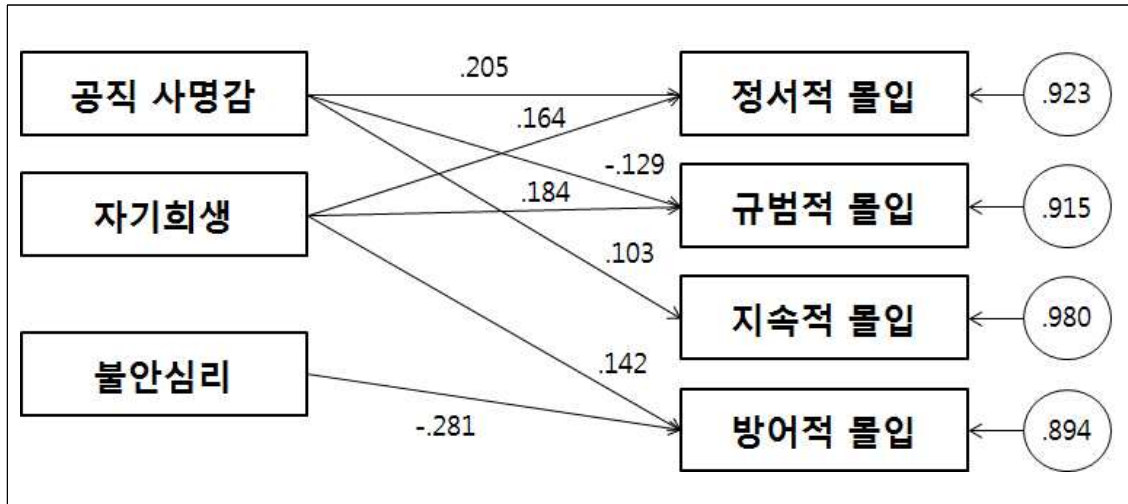 공직 사명감
.205
정서적 몰입
.923
.164
-.129
자기희생
.184
규범적 몰입
.915
.103
지속적 몰입
.980
불안심리
.142
-.281
방어적 몰입
.894